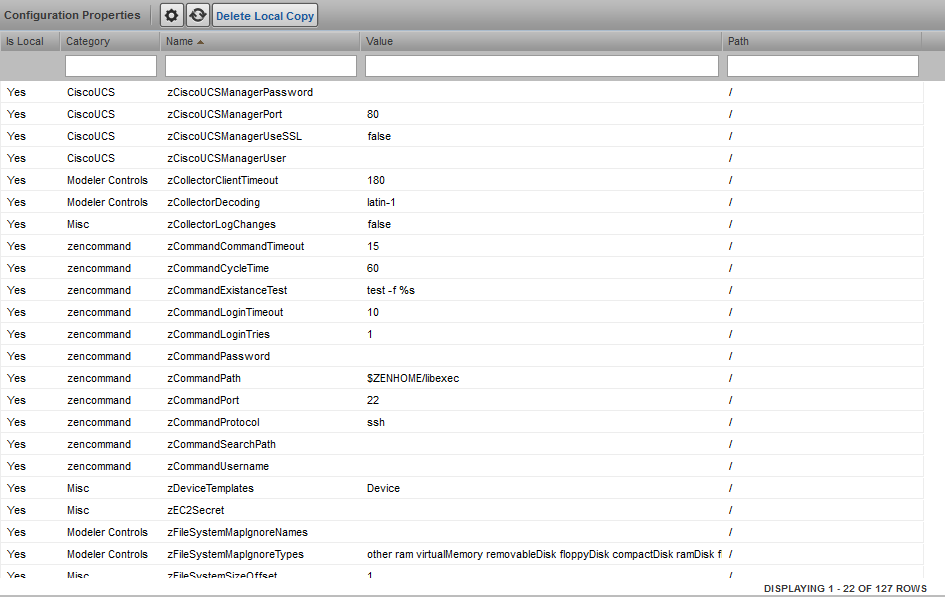 Configuration Properties Delete Local Copy
Is Local Category Name Value Path
Yes CiscoUCS zCiscoUCSManagerPassword /
Yes CiscoUCS zCiscoUCSManagerPort 80 /
Yes CiscoUCS zCiscoUCSManagerUseSSL false /
Yes CiscoUCS zCiscoUCSManagerUser /
Yes Modeler Controls zCollectorClientTimeout 180 /
Yes Modeler Controls zCollectorDecoding latin-1 /
Yes Misc zCollectorLogChanges false /
Yes zencommand zCommandCommandTimeout 15 /
Yes zencommand zCommandCycleTime 60 /
Yes zencommand zCommandExistanceTest test -f %s /
Yes zencommand zCommandLoginTimeout 10 /
Yes zencommand zCommandLoginTries 1 /
Yes zencommand zCommandPassword /
Yes zencommand zCommandPath $ZENHOME/libexec /
Yes zencommand zCommandPort 22 /
Yes zencommand zCommandProtocol ssh /
Yes zencommand zCommandSearchPath /
Yes zencommand zCommandUsername /
Yes Misc zDeviceTemplates Device /
Yes Misc zEC2Secret /
Yes Modeler Controls zFileSystemMapIgnoreNames /
Yes Modeler Controls zFileSystemMapIgnoreTypes other ram virtualMemory removableDisk floppyDisk compactDisk ramDisk f /
Yes Misc zFileSystemSizeOffset 1 /
DISPLAYING 1 - 22 OF 127 ROWS